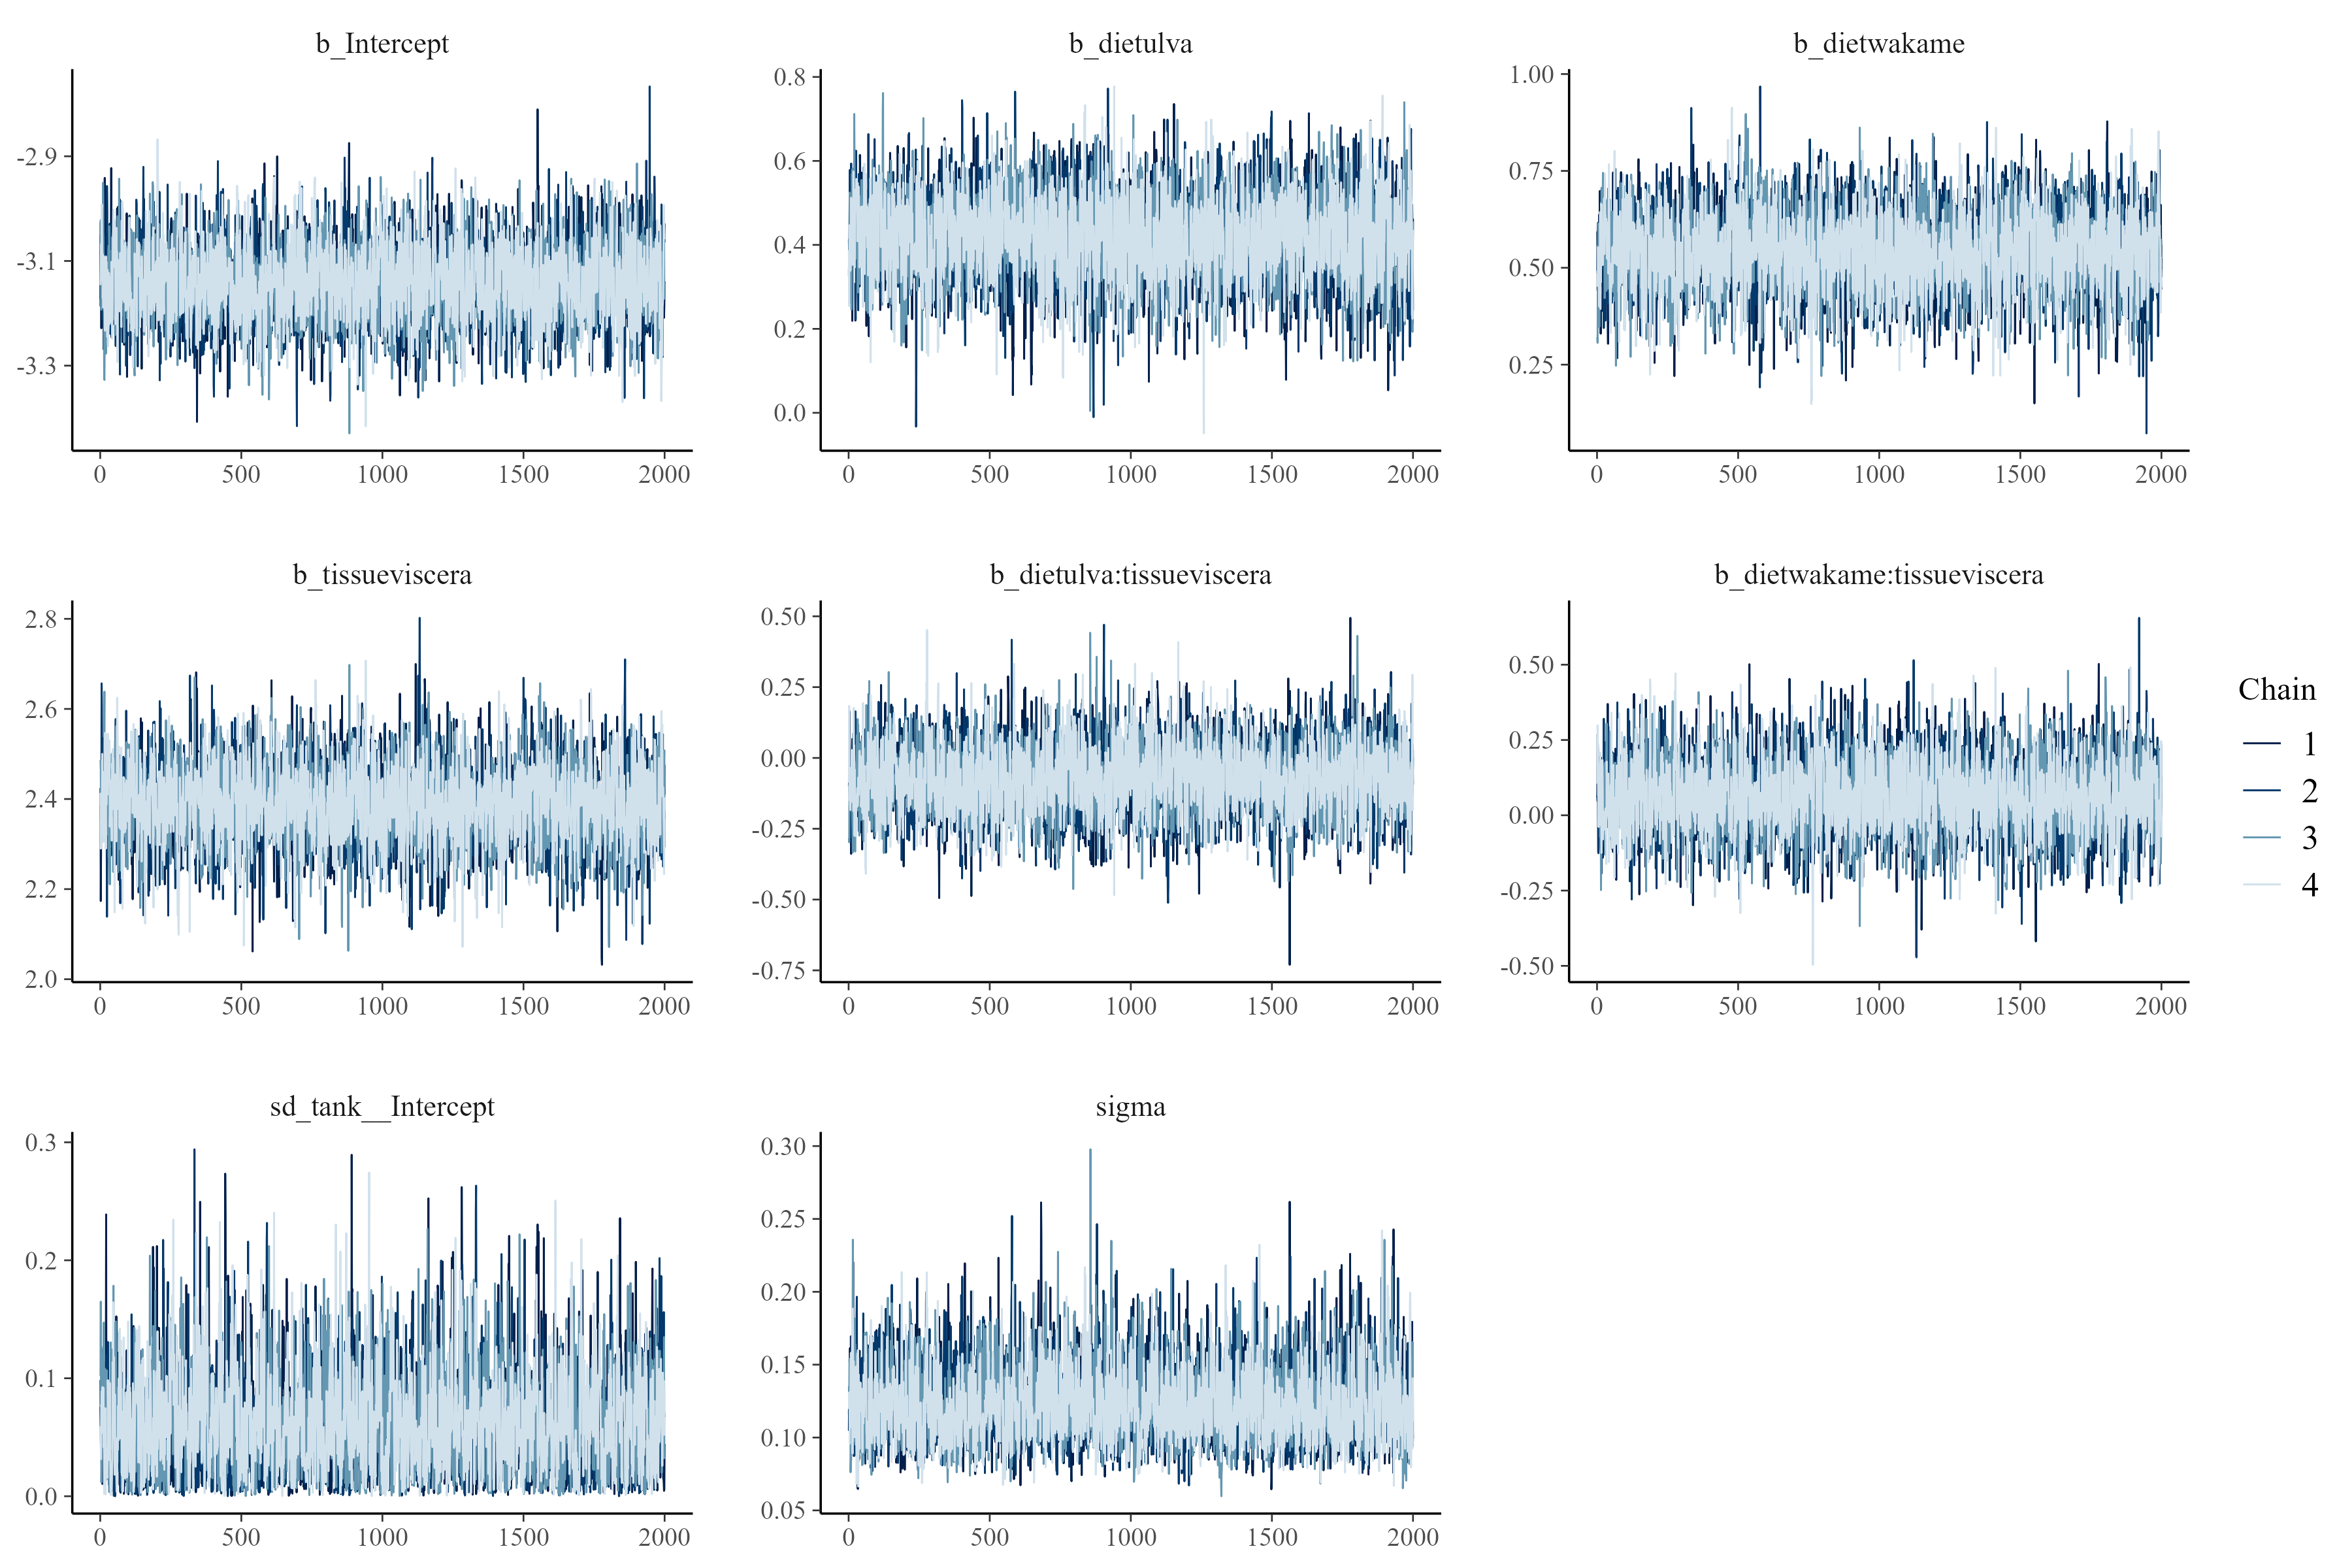 b_Intercept
-2.9
-3.1
-3.3
0 500 1000 1500 2000
b_dietulva
0.8
0.6
0.4
0.2
0.0
0 500 1000 1500 2000
b_dietwakame
1.00
0.75
0.50
0.25
0 500 1000 1500 2000
b_tissueviscera
2.8
2.6
2.4
2.2
2.0
0 500 1000 1500 2000
b_dietulva:tissueviscera
0.50
0.25
0.00
-0.25
-0.50
-0.75
0 500 1000 1500 2000
b_dietwakame:tissueviscera
0.50
0.25
0.00
-0.25
-0.50
0 500 1000 1500 2000
Chain
1
2
3
4
sd_tank__Intercept
0.3
0.2
0.1
0.0
0 500 1000 1500 2000
sigma
0.30
0.25
0.20
0.15
0.10
0.05
0 500 1000 1500 2000